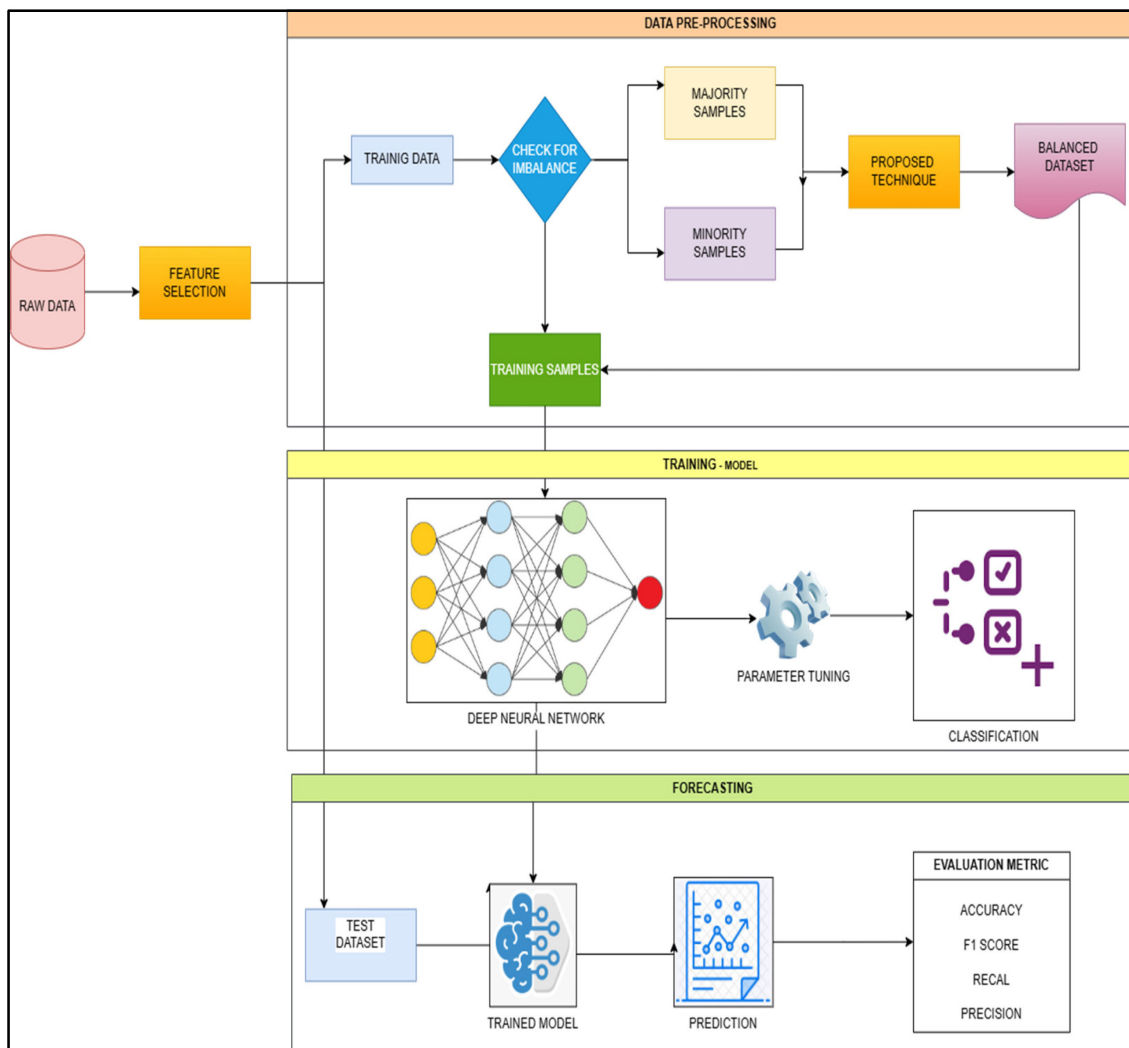 DATA PRE-PROCESSING
MAJORITY
SAMPLES
TRAINIG DATA
CHECK FOR
IMBALANCE
PROPOSED
TECHNIQUE
BALANCED
DATASET
MINORITY
SAMPLES
RAW DATA
FEATURE
SELECTION
TRAINING SAMPLES
TRAINING - MODEL
DEEP NEURAL NETWORK
PARAMETER TUNING
CLASSIFICATION
FORECASTING
TEST
DATASET
TRAINED MODEL
PREDICTION
EVALUATION METRIC
ACCURACY
F1 SCORE
RECAL
PRECISION